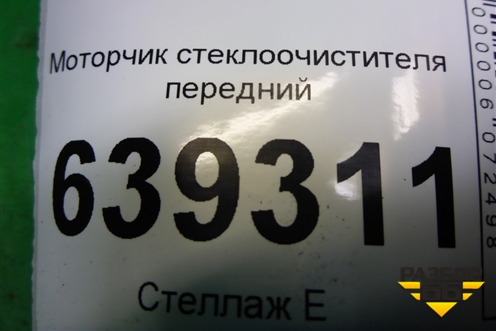 Моторчик стеклоочистителя
передний
639311
Стеллаж Е